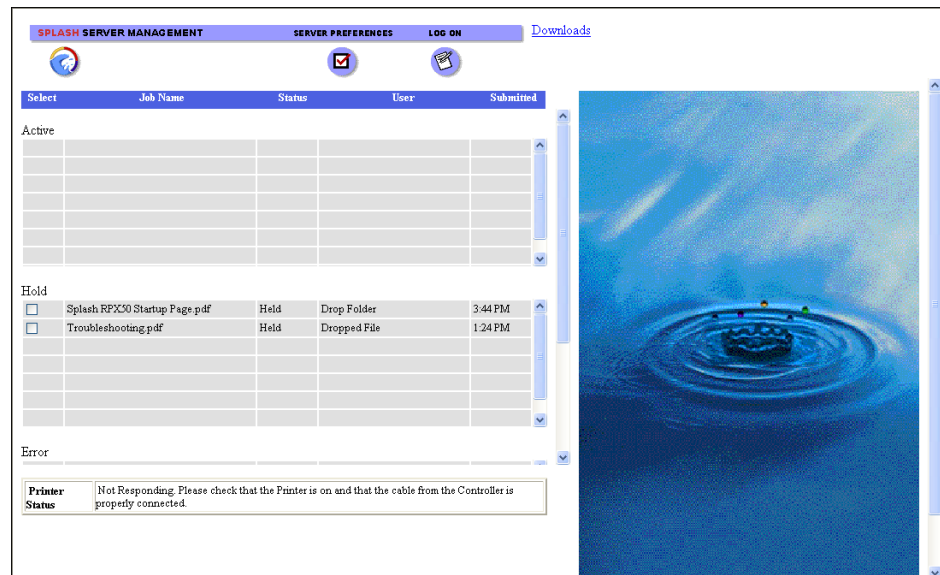 SPLASH SERVER MANAGEMENT SERVER PREFERENCES LOG ON Downloads
Select Job Name Status User Submitted
Active
Hold
Splash RPX50 Startup Page.pdf Held Drop Folder 3:44 PM
Troubleshooting.pdf Held Dropped File 1:24 PM
Error
Printer Status
Not Responding. Please check that the Printer is on and that the cable from the Controller is
properly connected.